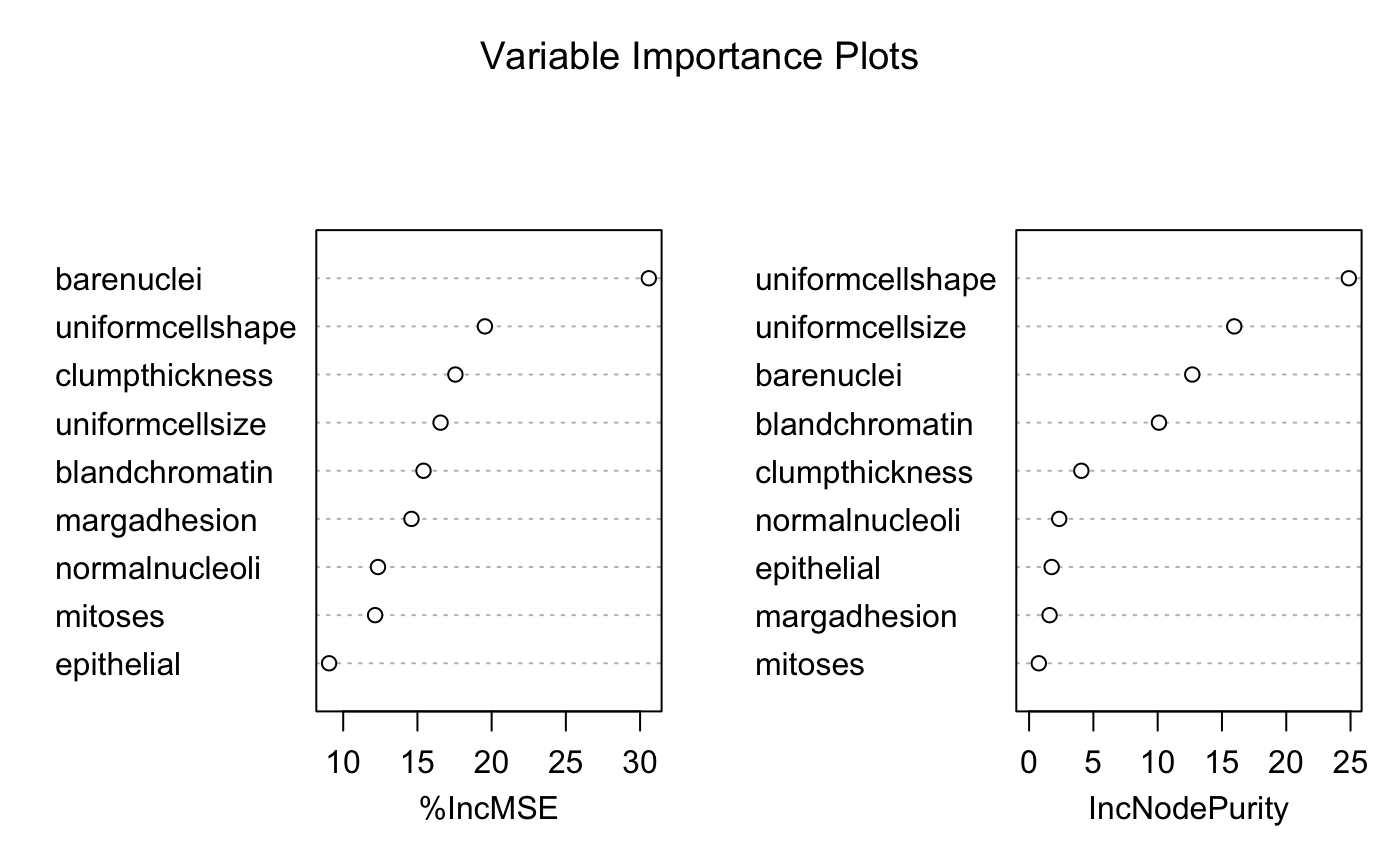 Variable Importance Plots
barenuclei
uniformcellshape
clumpthickness
uniformcellsize
blandchromatin
margadhesion
normalnucleoli
mitoses
epithelial
10 15 20 25 30
%IncMSE
uniformcellshape
uniformcellsize
barenuclei
blandchromatin
clumpthickness
normalnucleoli
epithelial
margadhesion
mitoses
0 5 10 15 20 25
IncNodePurity